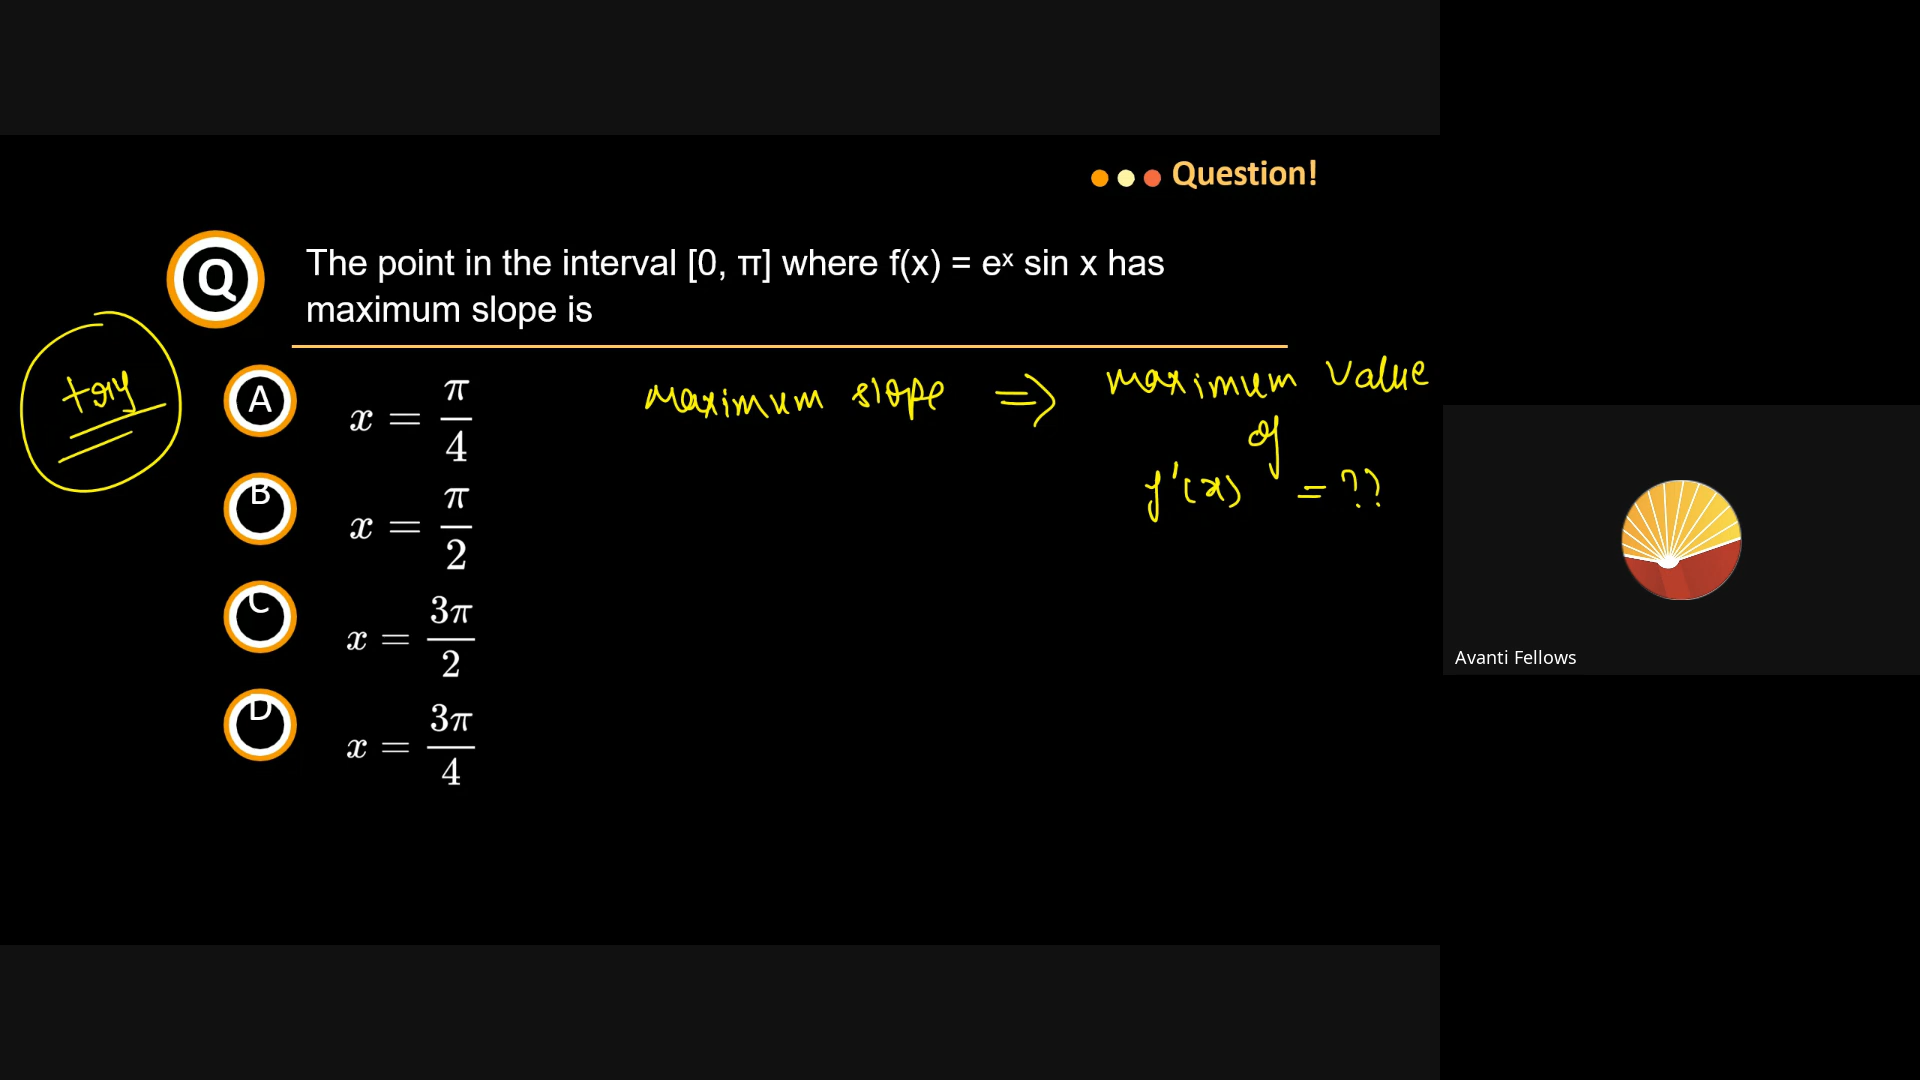 Question!
Q
The point in the interval [0, π] where f(x) = eˣ sin x has
maximum slope is
try
A x = π/4
B x = π/2
C x = 3π/2
D x = 3π/4
maximum slope ⇒ maximum value
of
f'(x) = ??
Avanti Fellows